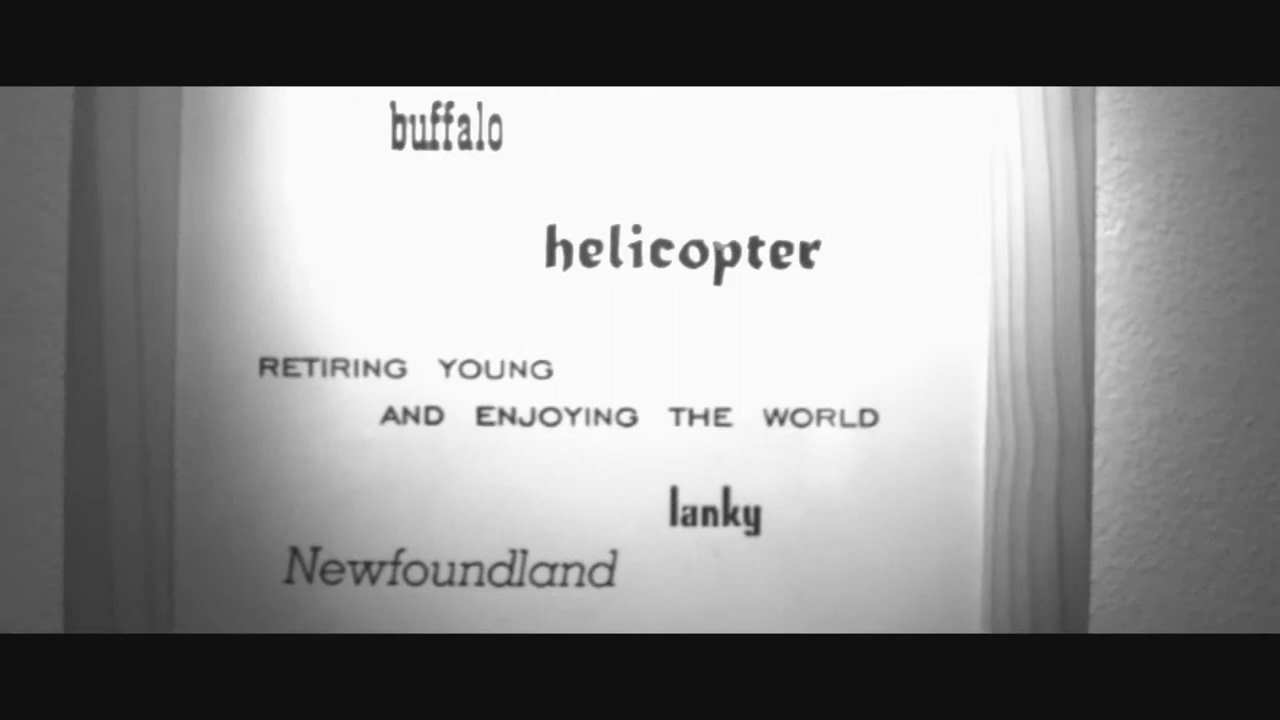 buffalo
helicopter
RETIRING YOUNG
AND ENJOYING THE WORLD
lanky
Newfoundland